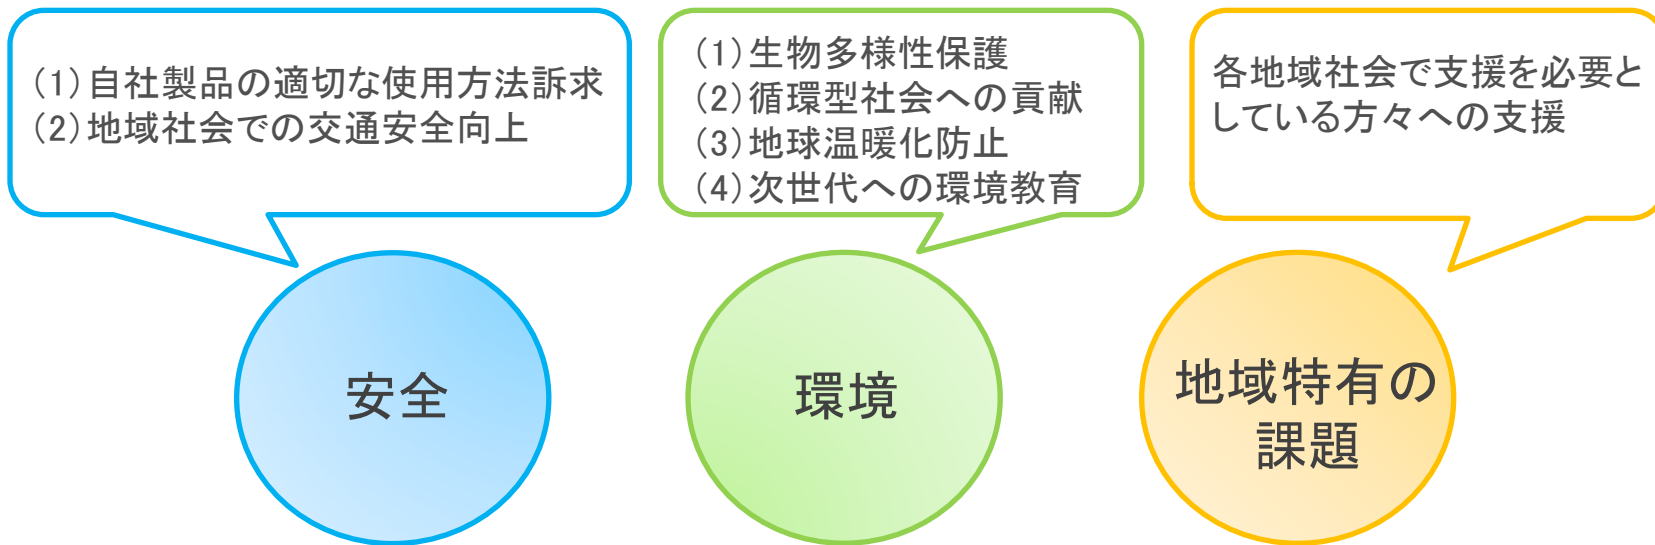 (1)自社製品の適切な使用方法訴求
(2)地域社会での交通安全向上
(1)生物多様性保護
(2)循環型社会への貢献
(3)地球温暖化防止
(4)次世代への環境教育
各地域社会で支援を必要と
している方々への支援
安全
環境
地域特有の
課題